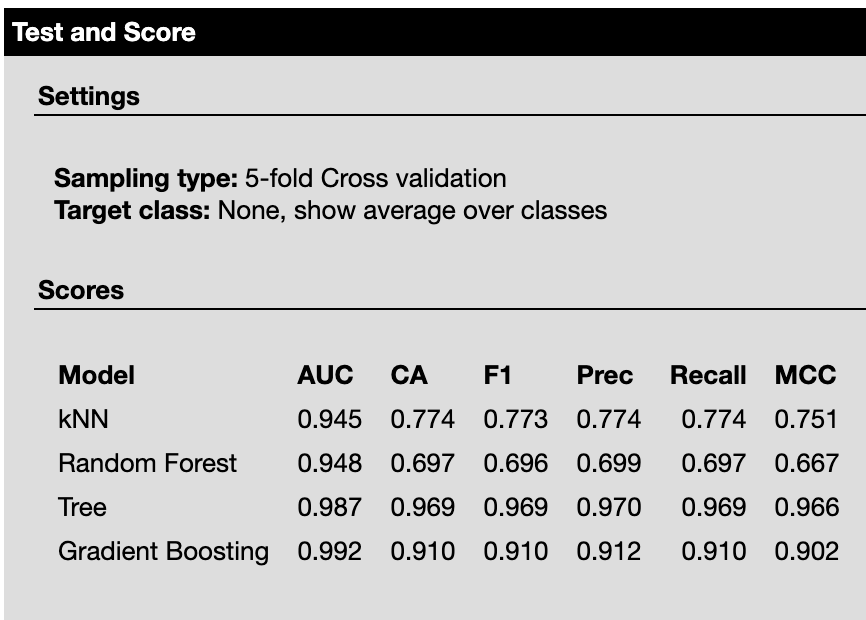 Test and Score
Settings
Sampling type: 5-fold Cross validation
Target class: None, show average over classes
Scores
Model AUC CA F1 Prec Recall MCC
kNN 0.945 0.774 0.773 0.774 0.774 0.751
Random Forest 0.948 0.697 0.696 0.699 0.697 0.667
Tree 0.987 0.969 0.969 0.970 0.969 0.966
Gradient Boosting 0.992 0.910 0.910 0.912 0.910 0.902